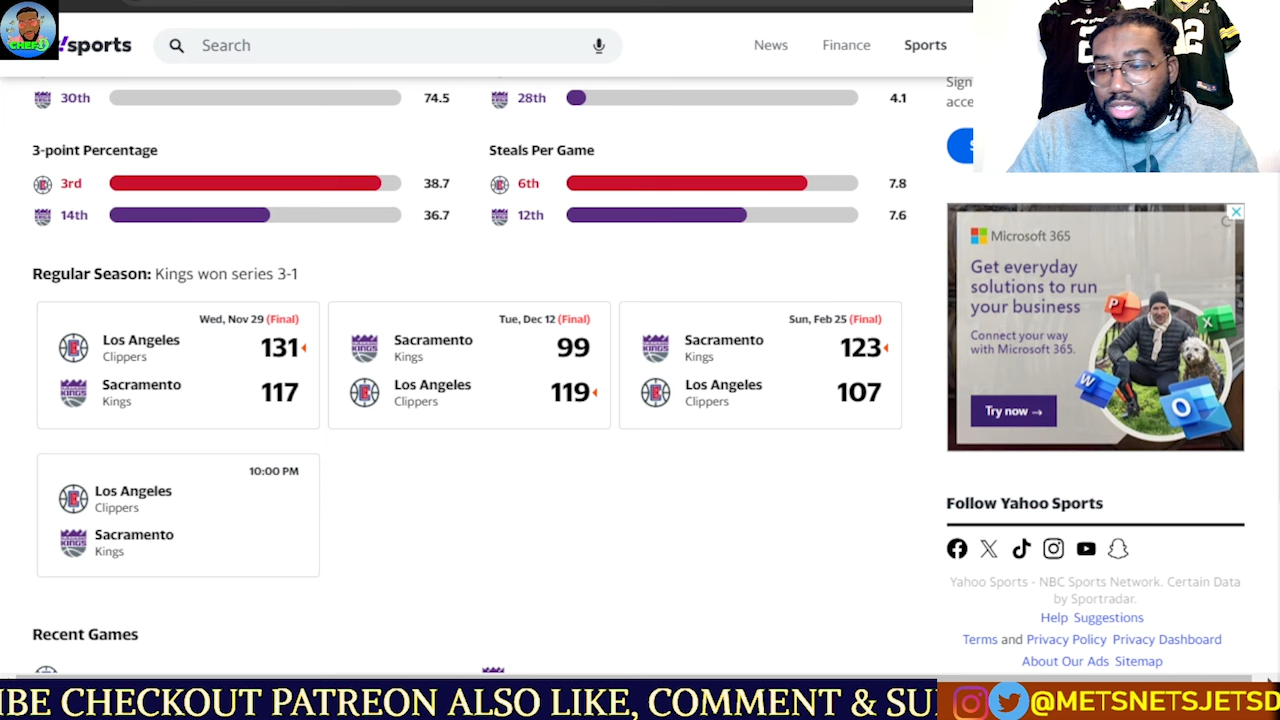 CHEFJ
!sports
Search
News
Finance
Sports
30th
74.5
28th
4.1
Sign
acce
3-point Percentage
Steals Per Game
3rd
38.7
6th
7.8
14th
36.7
12th
7.6
Regular Season: Kings won series 3-1
Wed, Nov 29 (Final)
Los Angeles
Clippers
131
Sacramento
Kings
117
Tue, Dec 12 (Final)
Sacramento
Kings
99
Los Angeles
Clippers
119
Sun, Feb 25 (Final)
Sacramento
Kings
123
Los Angeles
Clippers
107
10:00 PM
Los Angeles
Clippers
Sacramento
Kings
Recent Games
Microsoft 365
Get everyday
solutions to run
your business
Connect your way
with Microsoft 365.
Try now →
Follow Yahoo Sports
Yahoo Sports - NBC Sports Network. Certain Data
by Sportradar.
Help Suggestions
Terms and Privacy Policy Privacy Dashboard
About Our Ads Sitemap
IBE CHECKOUT PATREON ALSO LIKE, COMMENT & SU
@METSNETSJETSD
12